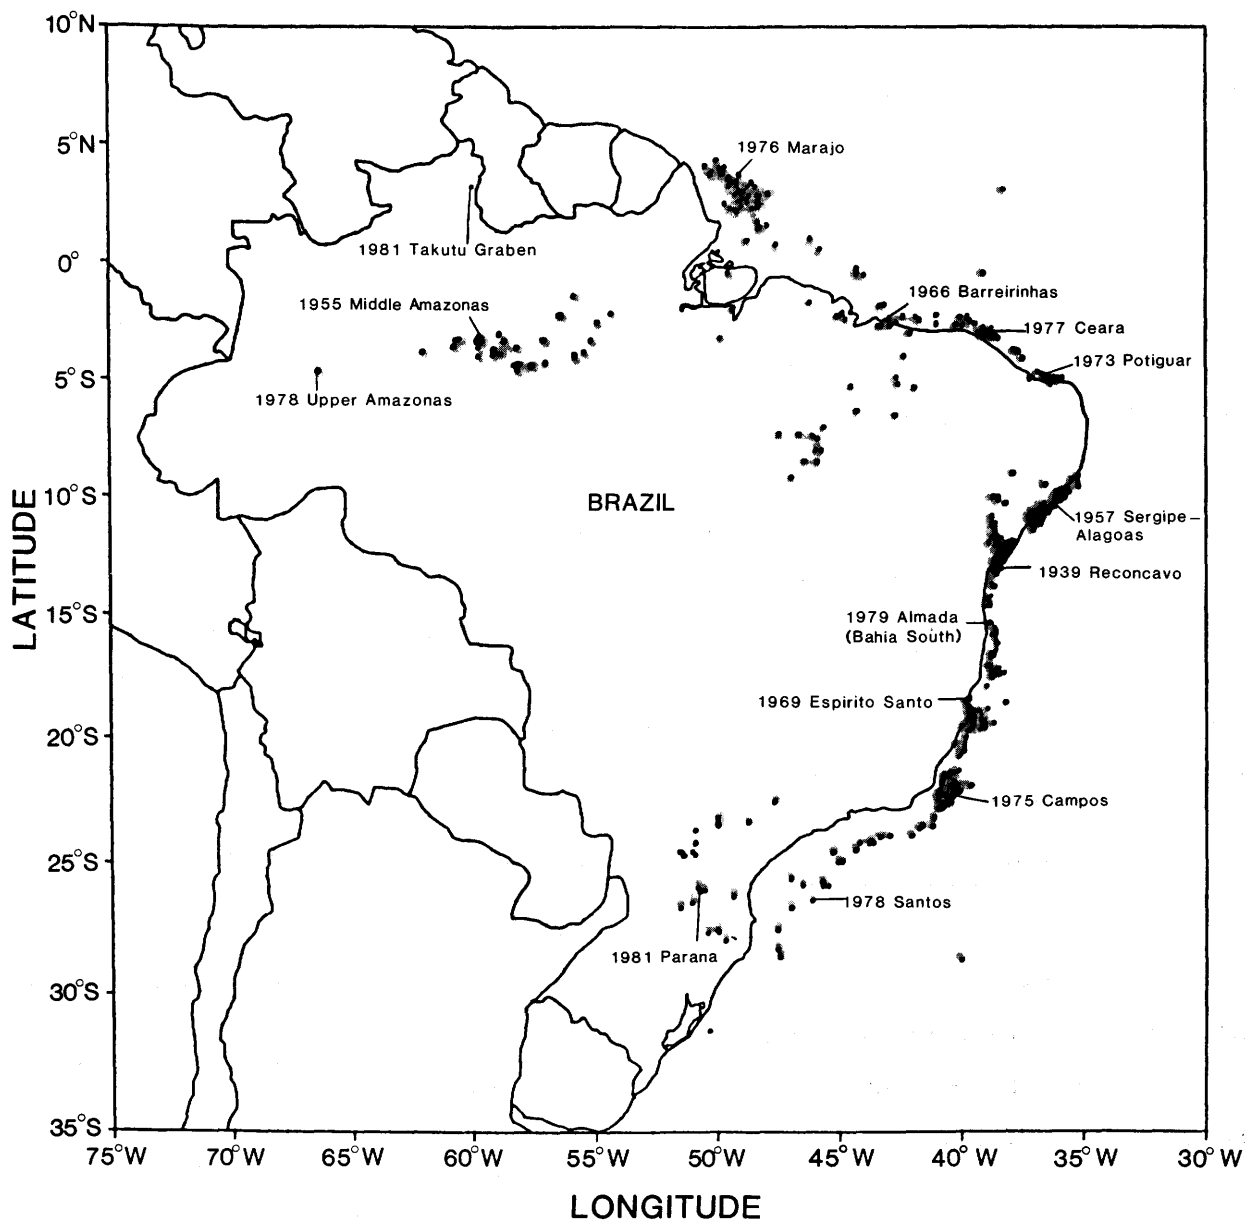 10°N
5°N
1976 Marajo
1981 Takutu Graben
0°
1955 Middle Amazonas
1966 Barreirinhas
1977 Ceara
1973 Potiguar
5°S
1978 Upper Amazonas
10°S
BRAZIL
1957 Sergipe–
Alagoas
1939 Reconcavo
LATITUDE
15°S
1979 Almada
(Bahia South)
1969 Espirito Santo
20°S
1975 Campos
25°S
1978 Santos
1981 Parana
30°S
35°S
75°W 70°W 65°W 60°W 55°W 50°W 45°W 40°W 35°W 30°W
LONGITUDE